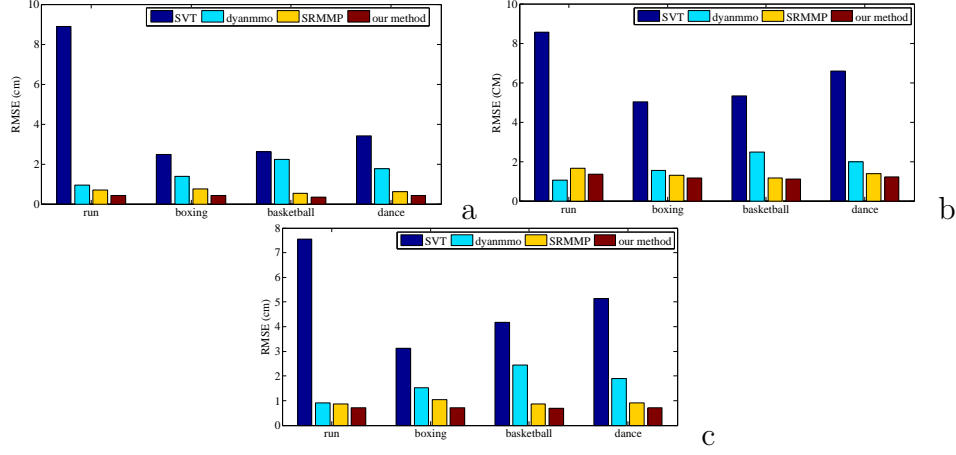 10
8
6
4
2
0
RMSE (cm)
SVT dyanmmo SRMMP our method
run boxing basketball dance
a
10
8
6
4
2
0
RMSE (CM)
SVT dyanmmo SRMMP our method
run boxing basketball dance
b
8
7
6
5
4
3
2
1
0
RMSE (cm)
SVT dyanmmo SRMMP our method
run boxing basketball dance
c